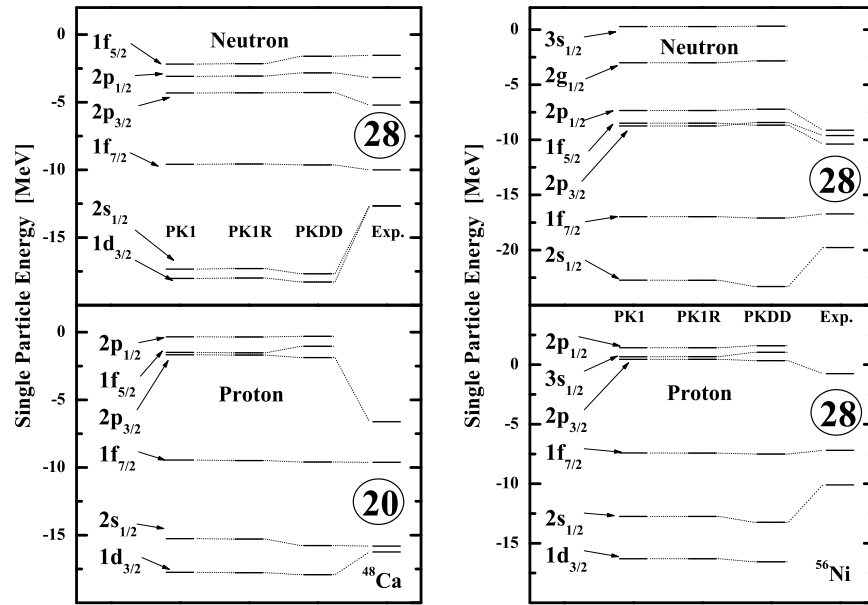 Single Particle Energy [MeV]
0
-5
-10
-15
Neutron
1f5/2
2p1/2
2p3/2
28
1f7/2
2s1/2
1d3/2
PK1 PK1R PKDD Exp.
0
-5
-10
-15
2p1/2
1f5/2
2p3/2
Proton
1f7/2
20
2s1/2
1d3/2
48Ca
Single Particle Energy [MeV]
0
-5
-10
-15
-20
3s1/2
Neutron
2g1/2
2p1/2
1f5/2
2p3/2
28
1f7/2
2s1/2
PK1 PK1R PKDD Exp.
5
0
-5
-10
-15
2p1/2
3s1/2
2p3/2
Proton
28
1f7/2
2s1/2
1d3/2
56Ni